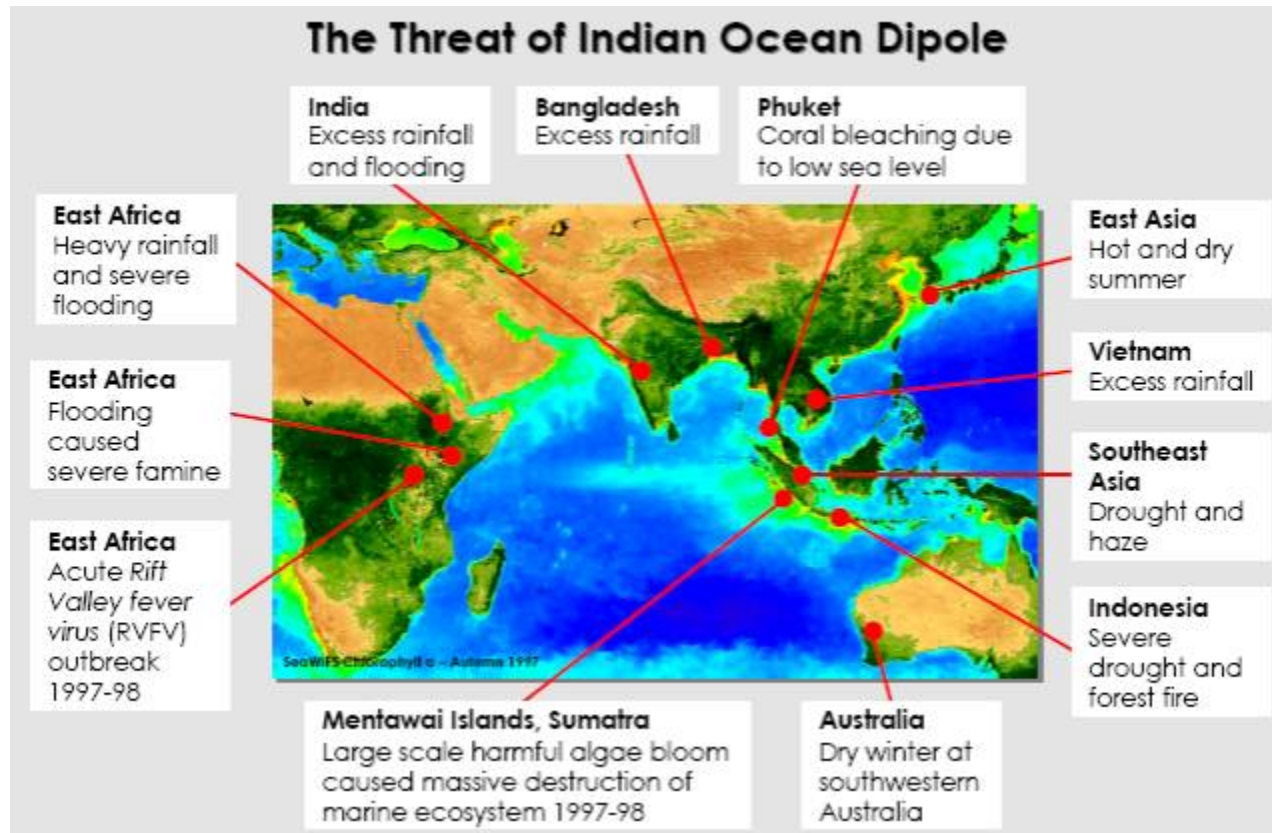 The Threat of Indian Ocean Dipole
India
Excess rainfall
and flooding
Bangladesh
Excess rainfall
Phuket
Coral bleaching due
to low sea level
East Africa
Heavy rainfall
and severe
flooding
East Asia
Hot and dry
summer
East Africa
Flooding
caused
severe famine
Vietnam
Excess rainfall
Southeast
Asia
Drought and
haze
East Africa
Acute Rift
Valley fever
virus (RVFV)
outbreak
1997-98
Indonesia
Severe
drought and
forest fire
SeaWiFS Chlorophyll a - Automn 1997
Mentawai Islands, Sumatra
Large scale harmful algae bloom
caused massive destruction of
marine ecosystem 1997-98
Australia
Dry winter at
southwestern
Australia